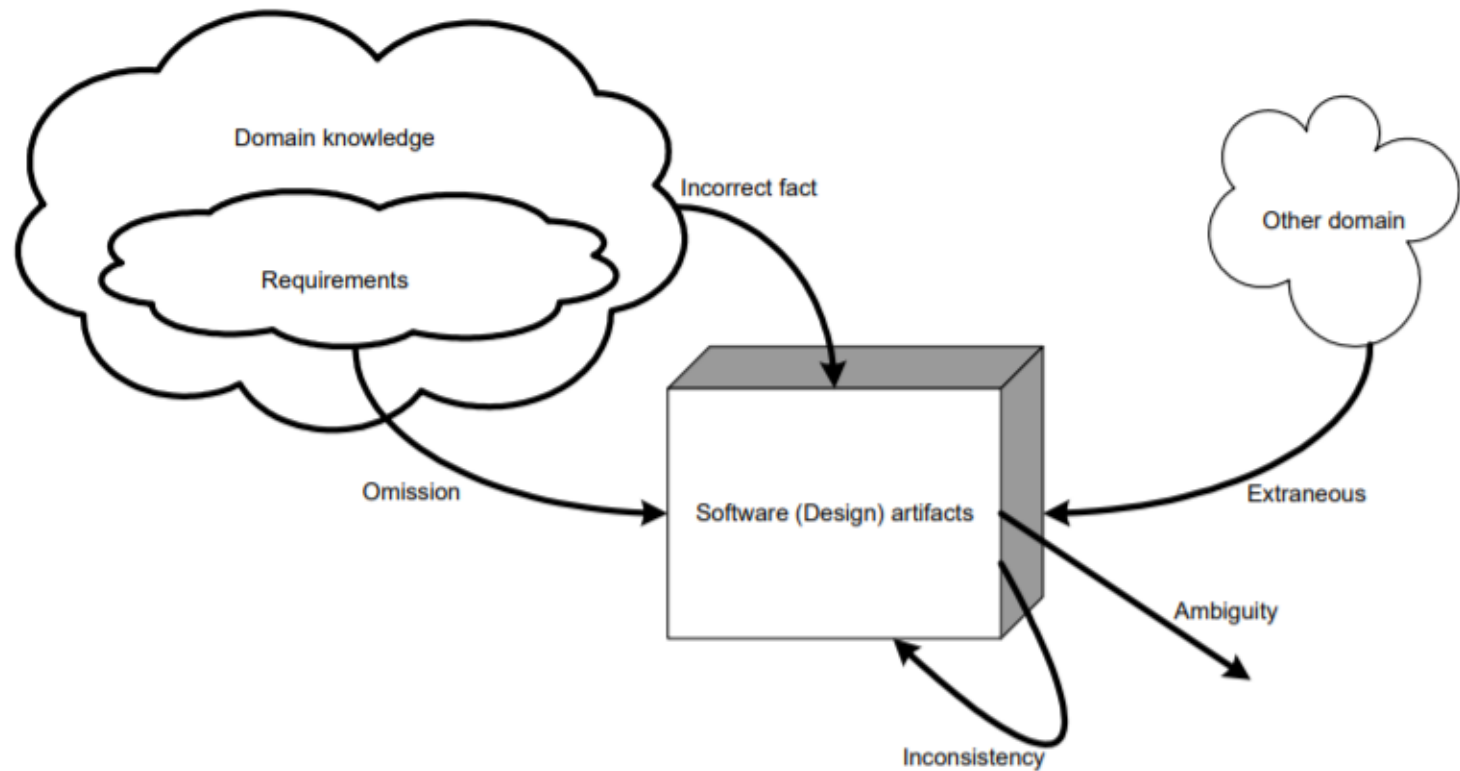 Domain knowledge
Incorrect fact
Other domain
Requirements
Omission
Software (Design) artifacts
Extraneous
Ambiguity
Inconsistency